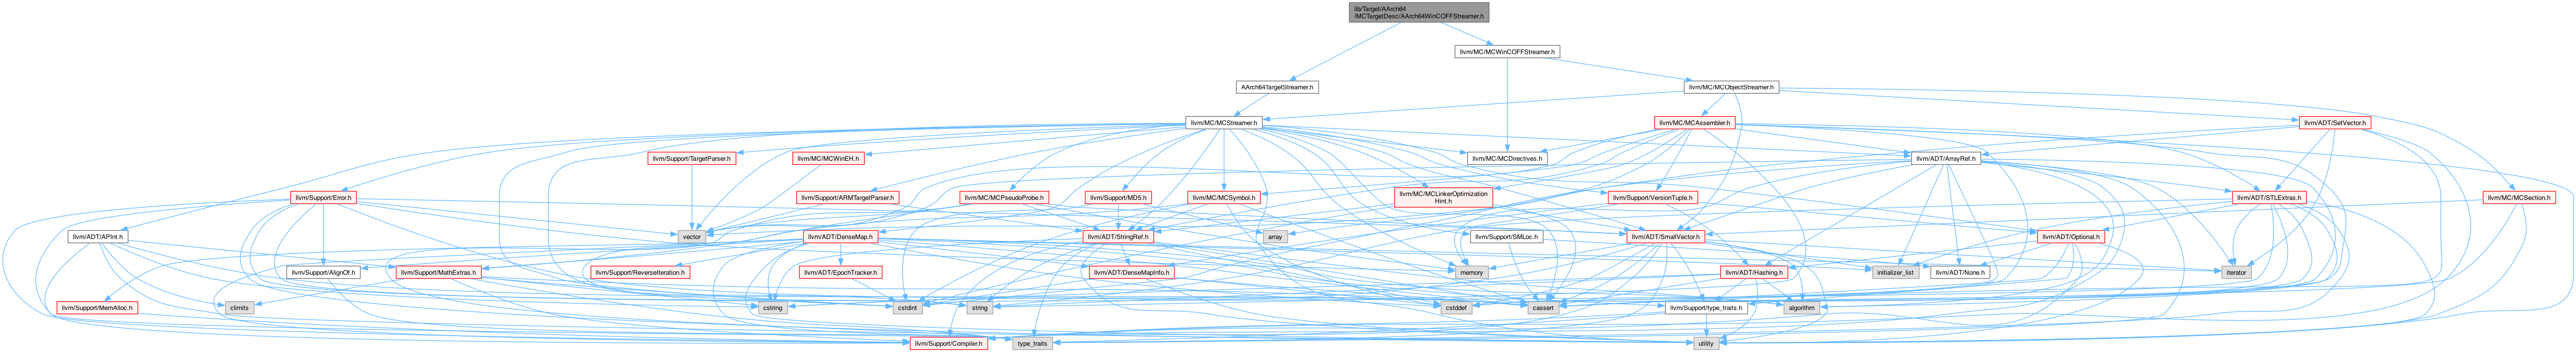 lib/Target/AArch64
/MCTargetDesc/AArch64WinCOFFStreamer.h
llvm/MC/MCWinCOFFStreamer.h
AArch64TargetStreamer.h
llvm/MC/MCObjectStreamer.h
llvm/MC/MCStreamer.h
llvm/MC/MCAssembler.h
llvm/ADT/SetVector.h
llvm/Support/TargetParser.h
llvm/MC/MCWinEH.h
llvm/MC/MCDirectives.h
llvm/ADT/ArrayRef.h
llvm/Support/Error.h
llvm/Support/ARMTargetParser.h
llvm/MC/MCPseudoProbe.h
llvm/Support/MD5.h
llvm/MC/MCSymbol.h
llvm/MC/MCLinkerOptimization
Hint.h
llvm/Support/VersionTuple.h
llvm/ADT/STLExtras.h
llvm/MC/MCSection.h
llvm/ADT/APInt.h
vector
llvm/ADT/DenseMap.h
llvm/ADT/StringRef.h
array
llvm/Support/SMLoc.h
llvm/ADT/SmallVector.h
llvm/ADT/Optional.h
llvm/Support/AlignOf.h
llvm/Support/MathExtras.h
llvm/Support/ReverseIteration.h
llvm/ADT/EpochTracker.h
llvm/ADT/DenseMapInfo.h
memory
llvm/ADT/Hashing.h
initializer_list
llvm/ADT/None.h
iterator
llvm/Support/MemAlloc.h
climits
cstring
cstdint
string
cstddef
cassert
llvm/Support/type_traits.h
algorithm
llvm/Support/Compiler.h
type_traits
utility